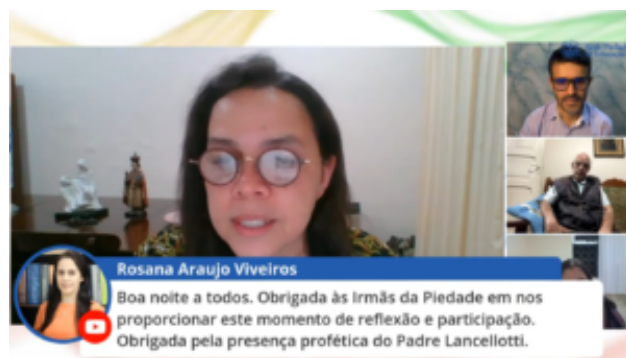 Rosana Araujo Viveiros
Boa noite a todos. Obrigada às Irmãs da Piedade em nos
proporcionar este momento de reflexão e participação.
Obrigada pela presença profética do Padre Lancellotti.